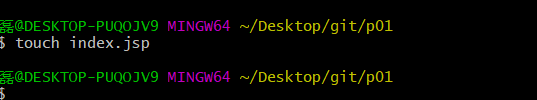 磊@DESKTOP-PUQOJV9 MINGW64 ~/Desktop/git/p01
$ touch index.jsp
磊@DESKTOP-PUQOJV9 MINGW64 ~/Desktop/git/p01
$